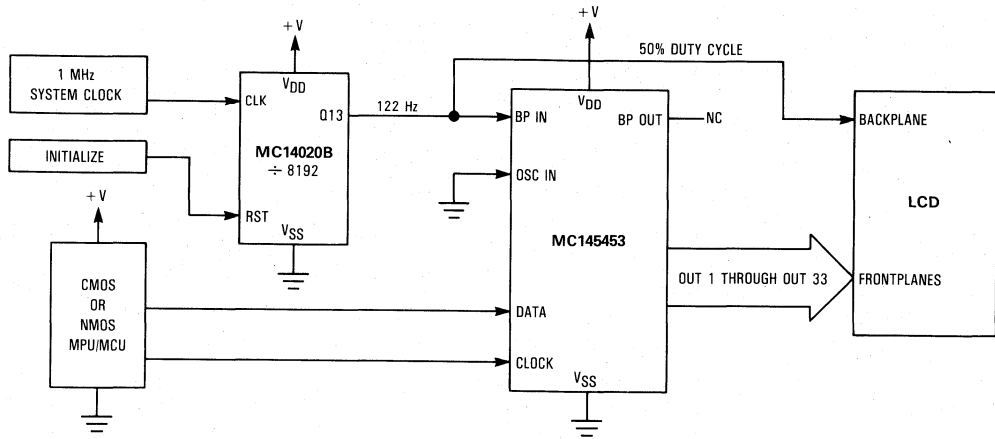 +V
+V
50% DUTY CYCLE
1 MHz
SYSTEM CLOCK
VDD
CLK
Q13
122 Hz
VDD
BP IN
BP OUT
NC
BACKPLANE
INITIALIZE
MC14020B
÷ 8192
OSC IN
+V
RST
VSS
MC145453
LCD
CMOS
OR
NMOS
MPU/MCU
OUT 1 THROUGH OUT 33
FRONTPLANES
DATA
CLOCK
VSS